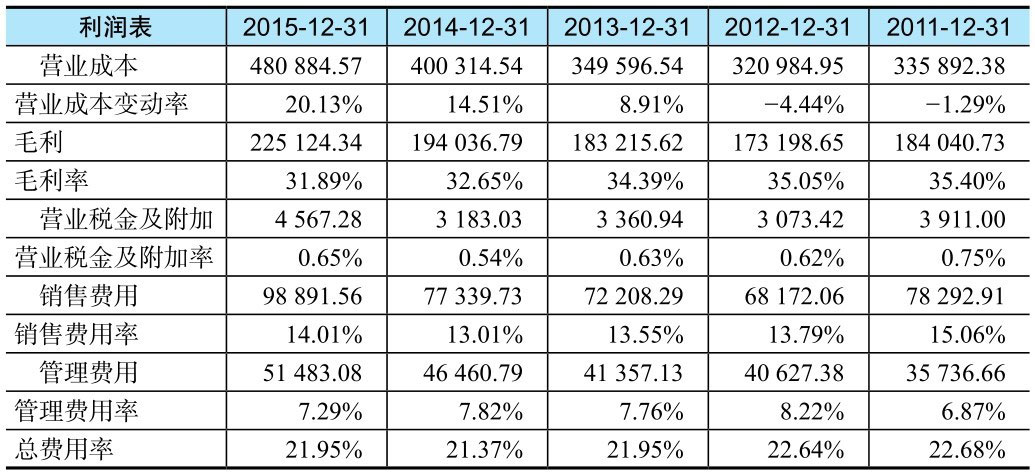 利润表 2015-12-31 2014-12-31 2013-12-31 2012-12-31 2011-12-31
营业成本 480 884.57 400 314.54 349 596.54 320 984.95 335 892.38
营业成本变动率 20.13% 14.51% 8.91% −4.44% −1.29%
毛利 225 124.34 194 036.79 183 215.62 173 198.65 184 040.73
毛利率 31.89% 32.65% 34.39% 35.05% 35.40%
营业税金及附加 4 567.28 3 183.03 3 360.94 3 073.42 3 911.00
营业税金及附加率 0.65% 0.54% 0.63% 0.62% 0.75%
销售费用 98 891.56 77 339.73 72 208.29 68 172.06 78 292.91
销售费用率 14.01% 13.01% 13.55% 13.79% 15.06%
管理费用 51 483.08 46 460.79 41 357.13 40 627.38 35 736.66
管理费用率 7.29% 7.82% 7.76% 8.22% 6.87%
总费用率 21.95% 21.37% 21.95% 22.64% 22.68%